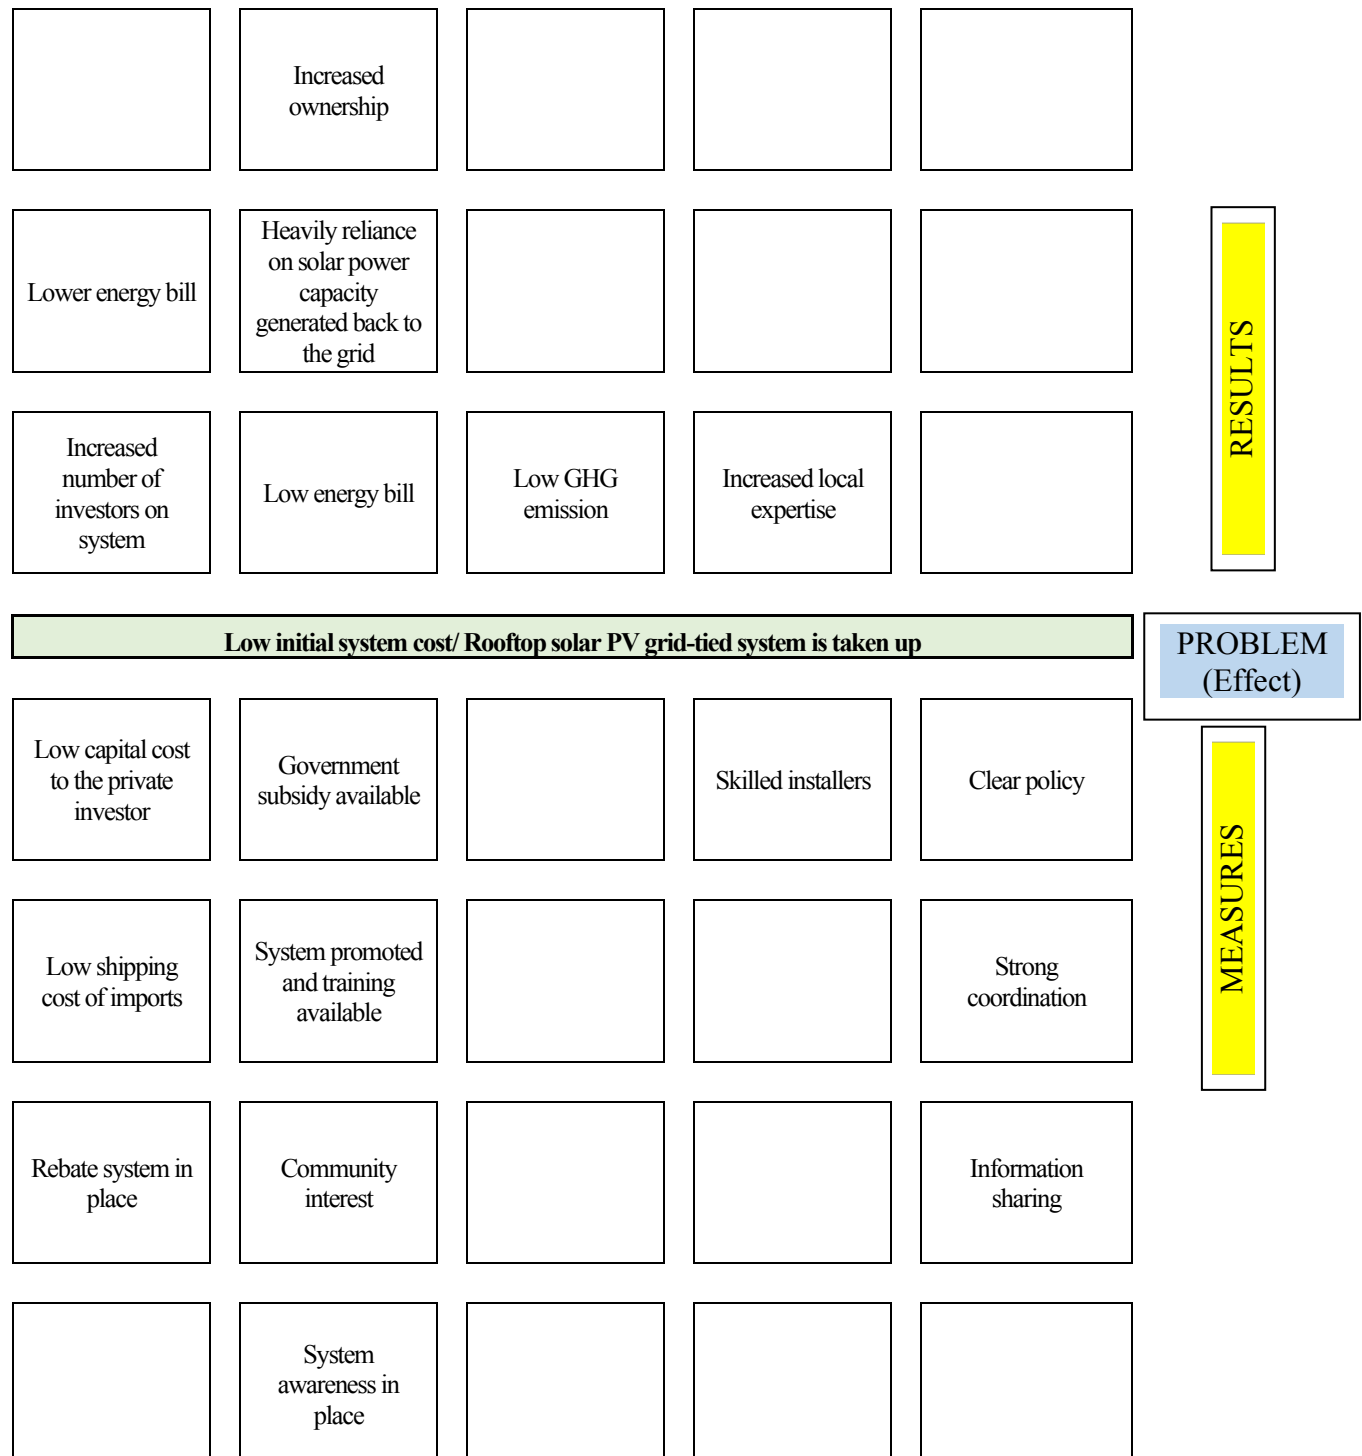 Increased
ownership
Lower energy bill
Heavily reliance
on solar power
capacity
generated back to
the grid
RESULTS
Increased
number of
investors on
system
Low energy bill
Low GHG
emission
Increased local
expertise
Low initial system cost/ Rooftop solar PV grid-tied system is taken up
PROBLEM
(Effect)
Low capital cost
to the private
investor
Government
subsidy available
Skilled installers
Clear policy
MEASURES
Low shipping
cost of imports
System promoted
and training
available
Strong
coordination
Rebate system in
place
Community
interest
Information
sharing
System
awareness in
place